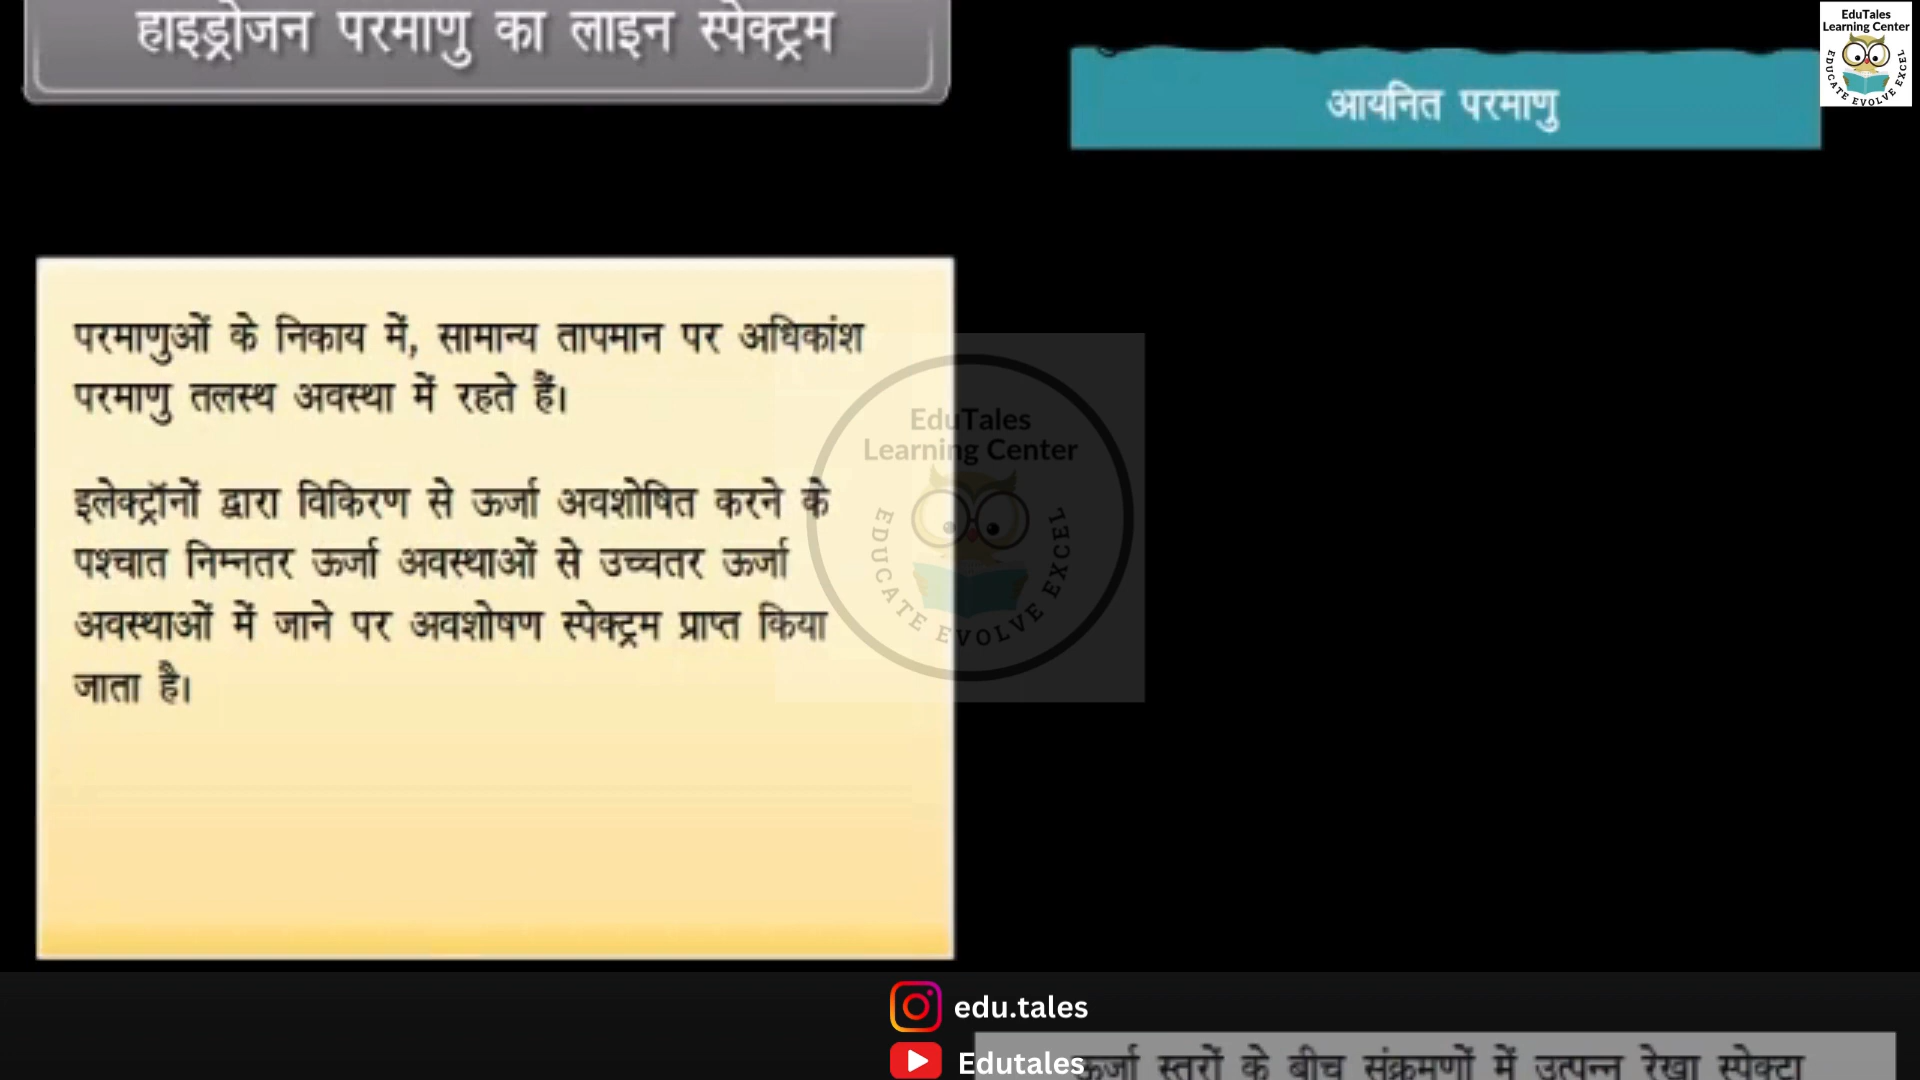 हाइड्रोजन परमाणु का लाइन स्पेक्ट्रम
आयनित परमाणु
EduTales
Learning Center
EDUCATE EVOLVE EXCEL
परमाणुओं के निकाय में, सामान्य तापमान पर अधिकांश
परमाणु तलस्थ अवस्था में रहते हैं।
इलेक्ट्रॉनों द्वारा विकिरण से ऊर्जा अवशोषित करने के
पश्चात निम्नतर ऊर्जा अवस्थाओं से उच्चतर ऊर्जा
अवस्थाओं में जाने पर अवशोषण स्पेक्ट्रम प्राप्त किया
जाता है।
EduTales
Learning Center
EDUCATE EVOLVE EXCEL
edu.tales
Edutales
ऊर्जा स्तरों के बीच संक्रमणों में उत्पन्न रेखा स्पेक्ट्रा